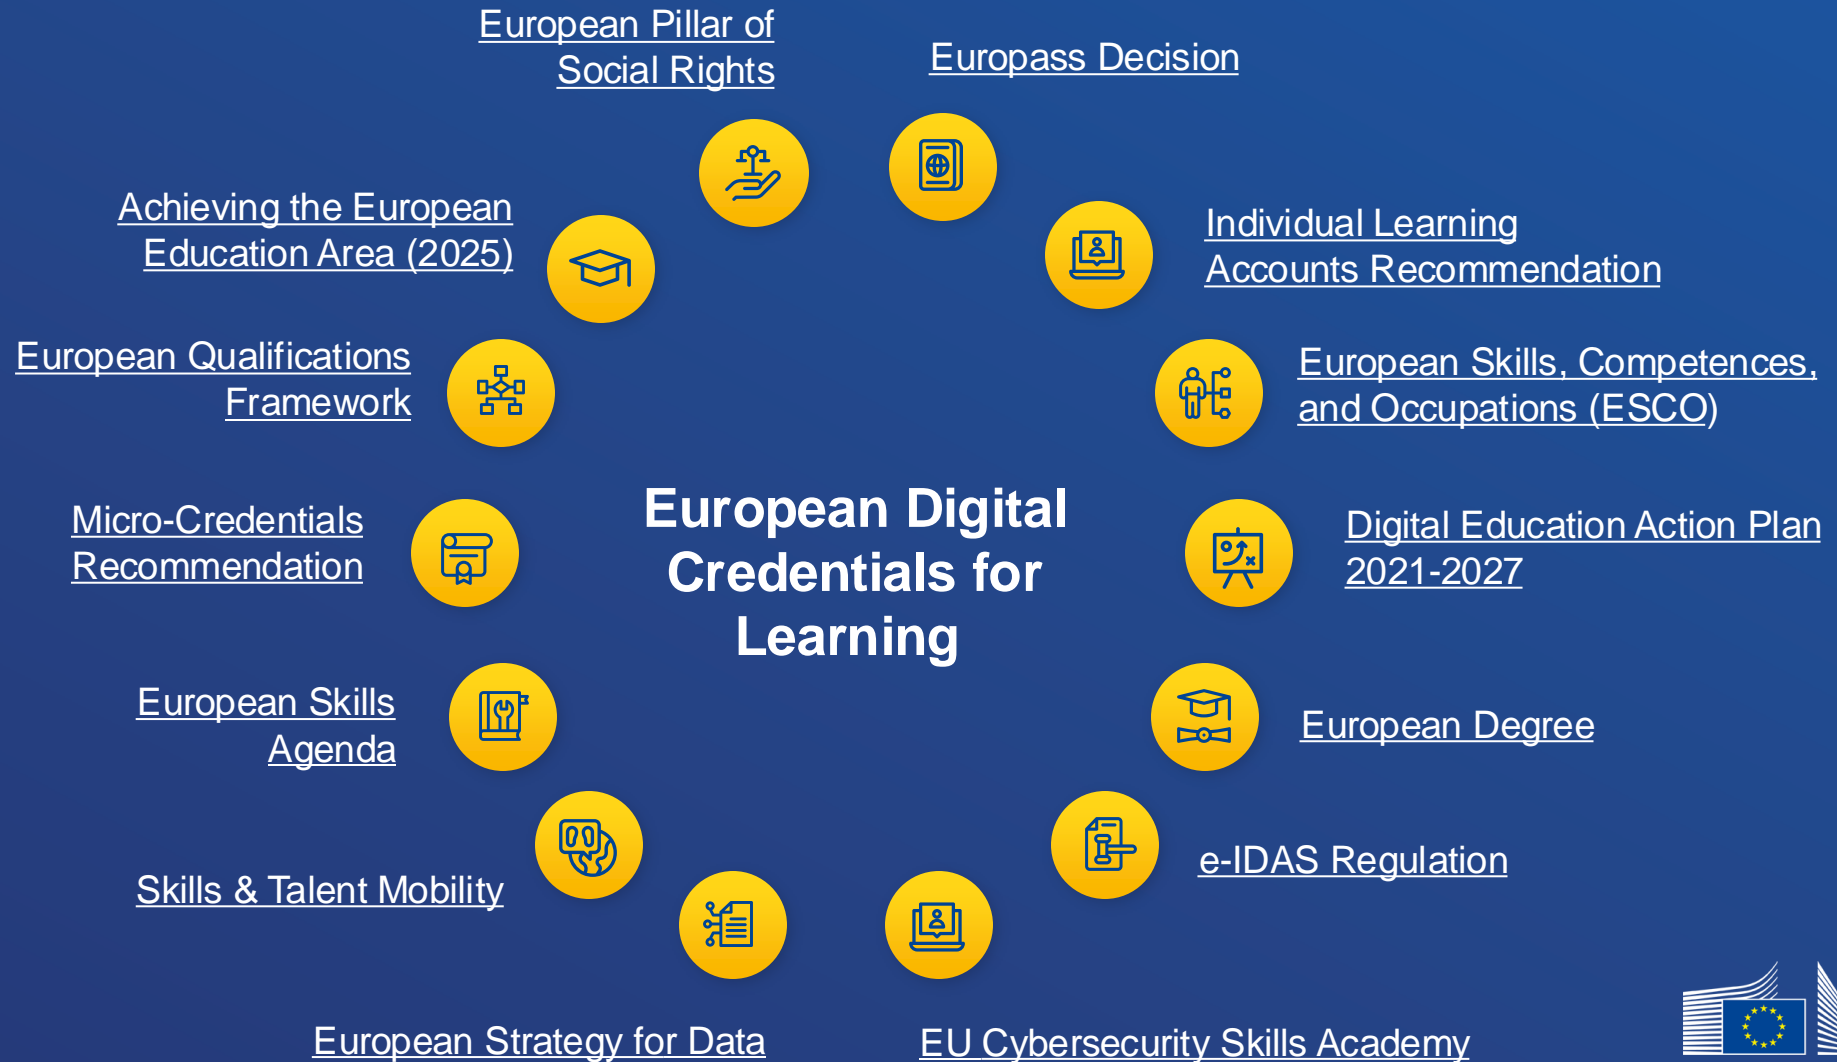 European Pillar of
Social Rights
Europass Decision
Achieving the European
Education Area (2025)
Individual Learning
Accounts Recommendation
European Qualifications
Framework
European Skills, Competences,
and Occupations (ESCO)
European Digital
Credentials for
Learning
Micro-Credentials
Recommendation
Digital Education Action Plan
2021-2027
European Skills
Agenda
European Degree
Skills & Talent Mobility
e-IDAS Regulation
European Strategy for Data
EU Cybersecurity Skills Academy